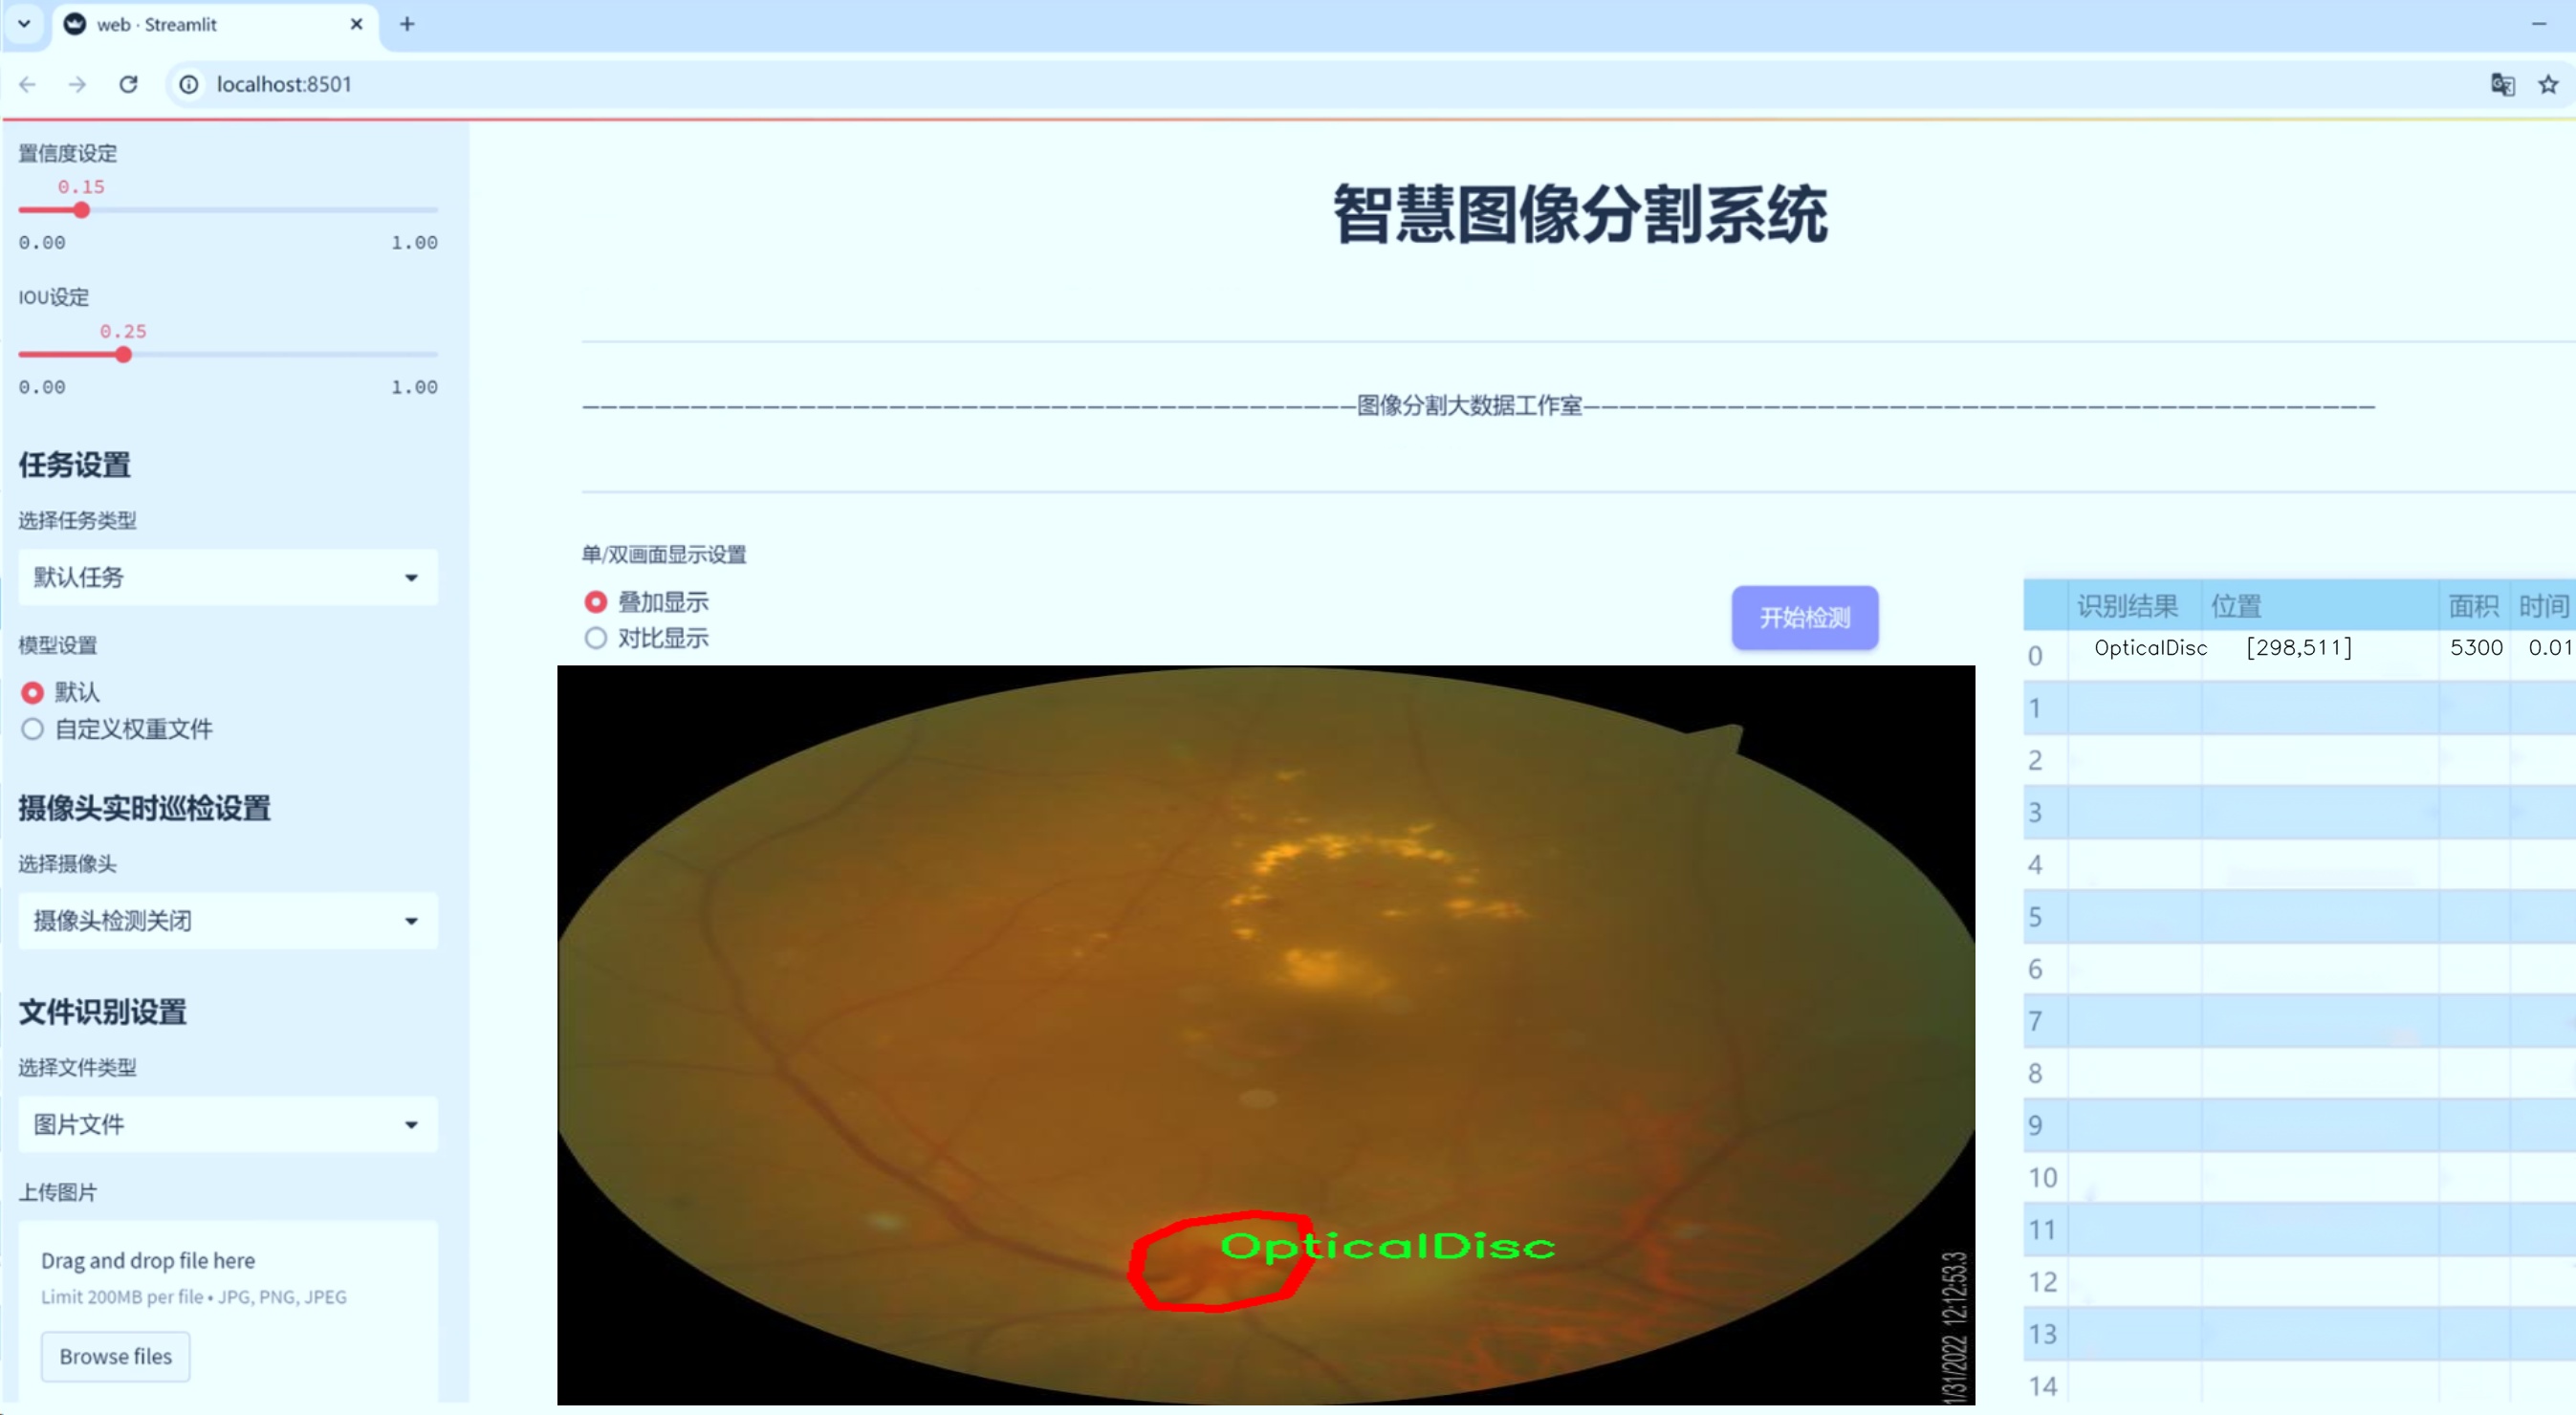 web · Streamlit
localhost:8501
置信度设定
0.15
0.00 1.00
IOU设定
0.25
0.00 1.00
任务设置
选择任务类型
默认任务
模型设置
默认
自定义权重文件
摄像头实时巡检设置
选择摄像头
摄像头检测关闭
文件识别设置
选择文件类型
图片文件
上传图片
Drag and drop file here
Limit 200MB per file • JPG, PNG, JPEG
Browse files
智慧图像分割系统
图像分割大数据工作室
单/双画面显示设置
叠加显示
对比显示
开始检测
OpticalDisc
1/31/2022 12:12:53.3
识别结果 位置 面积 时间
0 OpticalDisc [298,511] 5300 0.01
1
2
3
4
5
6
7
8
9
10
11
12
13
14